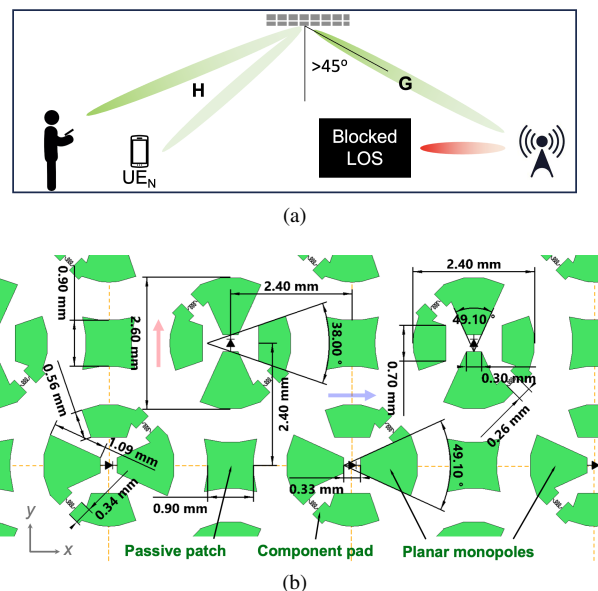 >45°
H
G
Blocked
LOS
UEN
(a)
0.90 mm
2.60 mm
2.40 mm
38.00 °
2.40 mm
2.40 mm
49.10 °
0.70 mm
0.30 mm
0.26 mm
0.56 mm
1.09 mm
0.34 mm
0.90 mm
0.33 mm
49.10 °
y
x
Passive patch
Component pad
Planar monopoles
(b)